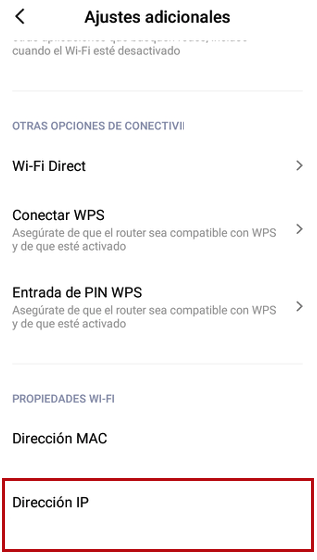 Ajustes adicionales
cuando el Wi-Fi esté desactivado
OTRAS OPCIONES DE CONECTIVI
Wi-Fi Direct
Conectar WPS
Asegúrate de que el router sea compatible con WPS
y de que esté activado
Entrada de PIN WPS
Asegúrate de que el router sea compatible con WPS
y de que esté activado
PROPIEDADES WI-FI
Dirección MAC
Dirección IP